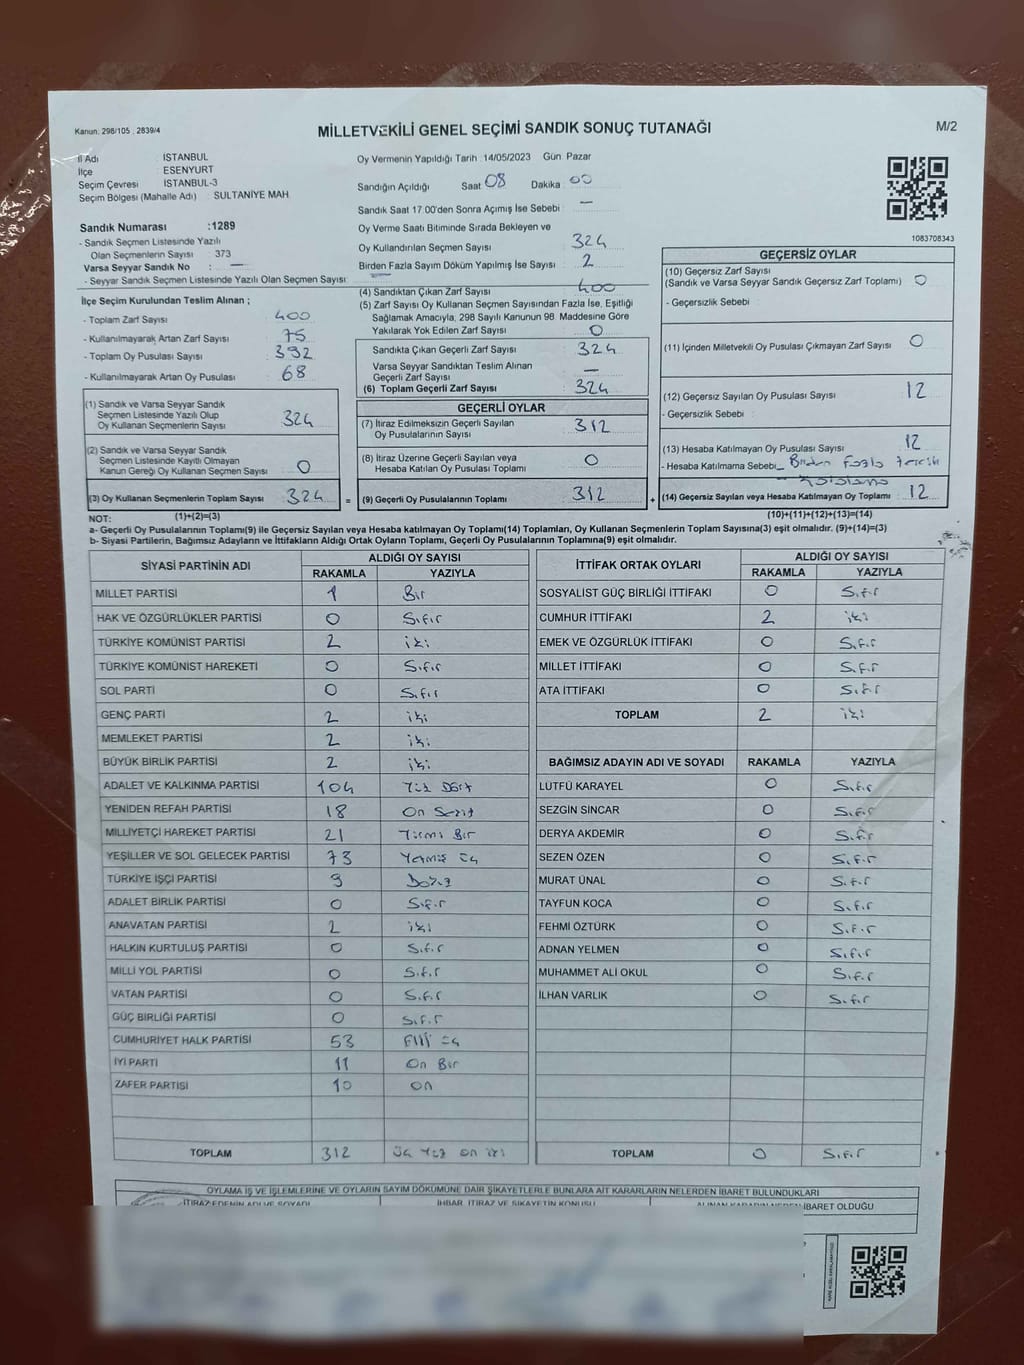 Kanun: 298/105 , 2839/4
MİLLETVEKİLİ GENEL SEÇİMİ SANDIK SONUÇ TUTANAĞI
M/2
İl Adı İSTANBUL
İlçe ESENYURT
Seçim Çevresi İSTANBUL-3
Seçim Bölgesi (Mahalle Adı) : SULTANİYE MAH
Sandık Numarası :1289
- Sandık Seçmen Listesinde Yazılı
Olan Seçmenlerin Sayısı 373
Varsa Seyyar Sandık No : —
- Seyyar Sandık Seçmen Listesinde Yazılı Olan Seçmen Sayısı
Oy Vermenin Yapıldığı Tarih :14/05/2023 Gün: Pazar
Sandığın Açıldığı Saat 08 Dakika : 00
Sandık Saat 17.00'den Sonra Açılmış İse Sebebi : —
Oy Verme Saati Bitiminde Sırada Bekleyen ve
Oy Kullandırılan Seçmen Sayısı 324
Birden Fazla Sayım Döküm Yapılmış İse Sayısı 2
1083708343
İlçe Seçim Kurulundan Teslim Alınan ;
- Toplam Zarf Sayısı 400
- Kullanılmayarak Artan Zarf Sayısı 75
- Toplam Oy Pusulası Sayısı 392
- Kullanılmayarak Artan Oy Pusulası 68
(4) Sandıktan Çıkan Zarf Sayısı 400
(5) Zarf Sayısı Oy Kullanan Seçmen Sayısından Fazla İse, Eşitliği
Sağlamak Amacıyla, 298 Sayılı Kanunun 98. Maddesine Göre
Yakılarak Yok Edilen Zarf Sayısı 0
Sandıkta Çıkan Geçerli Zarf Sayısı 324
Varsa Seyyar Sandıktan Teslim Alınan
Geçerli Zarf Sayısı —
(6) Toplam Geçerli Zarf Sayısı 324
GEÇERSİZ OYLAR
(10) Geçersiz Zarf Sayısı
(Sandık ve Varsa Seyyar Sandık Geçersiz Zarf Toplamı) 0
- Geçersizlik Sebebi
(11) İçinden Milletvekili Oy Pusulası Çıkmayan Zarf Sayısı 0
(12) Geçersiz Sayılan Oy Pusulası Sayısı 12
- Geçersizlik Sebebi
(13) Hesaba Katılmayan Oy Pusulası Sayısı 12
- Hesaba Katılmama Sebebi Birden Fazla
(14) Geçersiz Sayılan veya Hesaba Katılmayan Oy Toplamı 12
(10)+(11)+(12)+(13)=(14)
(1) Sandık ve Varsa Seyyar Sandık
Seçmen Listesinde Yazılı Olup
Oy Kullanan Seçmenlerin Sayısı 324
(2) Sandık ve Varsa Seyyar Sandık
Seçmen Listesinde Kayıtlı Olmayan
Kanun Gereği Oy Kullanan Seçmen Sayısı 0
(3) Oy Kullanan Seçmenlerin Toplam Sayısı 324 =
(1)+(2)=(3)
GEÇERLİ OYLAR
(7) İtiraz Edilmeksizin Geçerli Sayılan
Oy Pusulalarının Sayısı 312
(8) İtiraz Üzerine Geçerli Sayılan veya
Hesaba Katılan Oy Pusulası Toplamı 0
(9) Geçerli Oy Pusulalarının Toplamı 312 +
NOT:
a- Geçerli Oy Pusulalarının Toplamı(9) ile Geçersiz Sayılan veya Hesaba katılmayan Oy Toplamı(14) Toplamları, Oy Kullanan Seçmenlerin Toplam Sayısına(3) eşit olmalıdır. (9)+(14)=(3)
b- Siyasi Partilerin, Bağımsız Adayların ve İttifakların Aldığı Ortak Oyların Toplamı, Geçerli Oy Pusulalarının Toplamına(9) eşit olmalıdır.
SİYASİ PARTİNİN ADI ALDIĞI OY SAYISI
RAKAMLA YAZIYLA
MİLLET PARTİSİ 1 Bir
HAK VE ÖZGÜRLÜKLER PARTİSİ 0 Sıfır
TÜRKİYE KOMÜNİST PARTİSİ 2 iki
TÜRKİYE KOMÜNİST HAREKETİ 0 Sıfır
SOL PARTİ 0 Sıfır
GENÇ PARTİ 2 iki
MEMLEKET PARTİSİ 2 iki
BÜYÜK BİRLİK PARTİSİ 2 iki
ADALET VE KALKINMA PARTİSİ 104 Yüz Dört
YENİDEN REFAH PARTİSİ 18 On Sekiz
MİLLİYETÇİ HAREKET PARTİSİ 21 Yirmi Bir
YEŞİLLER VE SOL GELECEK PARTİSİ 73 Yetmiş üç
TÜRKİYE İŞÇİ PARTİSİ 9 Dokuz
ADALET BİRLİK PARTİSİ 0 Sıfır
ANAVATAN PARTİSİ 2 iki
HALKIN KURTULUŞ PARTİSİ 0 Sıfır
MİLLİ YOL PARTİSİ 0 Sıfır
VATAN PARTİSİ 0 Sıfır
GÜÇ BİRLİĞİ PARTİSİ 0 Sıfır
CUMHURİYET HALK PARTİSİ 53 Elli üç
İYİ PARTİ 11 On Bir
ZAFER PARTİSİ 10 on
TOPLAM 312 üç Yüz on iki
İTTİFAK ORTAK OYLARI ALDIĞI OY SAYISI
RAKAMLA YAZIYLA
SOSYALİST GÜÇ BİRLİĞİ İTTİFAKI 0 Sıfır
CUMHUR İTTİFAKI 2 iki
EMEK VE ÖZGÜRLÜK İTTİFAKI 0 Sıfır
MİLLET İTTİFAKI 0 Sıfır
ATA İTTİFAKI 0 Sıfır
TOPLAM 2 iki
BAĞIMSIZ ADAYIN ADI VE SOYADI RAKAMLA YAZIYLA
LÜTFÜ KARAYEL 0 Sıfır
SEZGİN SİNCAR 0 Sıfır
DERYA AKDEMİR 0 Sıfır
SEZEN ÖZEN 0 Sıfır
MURAT ÜNAL 0 Sıfır
TAYFUN KOCA 0 Sıfır
FEHMİ ÖZTÜRK 0 Sıfır
ADNAN YELMEN 0 Sıfır
MUHAMMET ALİ OKUL 0 Sıfır
İLHAN VARLIK 0 Sıfır
TOPLAM 0 Sıfır
OYLAMA İŞ VE İŞLEMLERİNE VE OYLARIN SAYIM DÖKÜMÜNE DAİR ŞİKAYETLERLE BUNLARA AİT KARARLARIN NELERDEN İBARET BULUNDUKLARI
İTİRAZ EDENİN ADI VE SOYADI İHBAR, İTİRAZ VE ŞİKAYETİN KONUSU ALINAN KARARIN NEDEN İBARET OLDUĞU